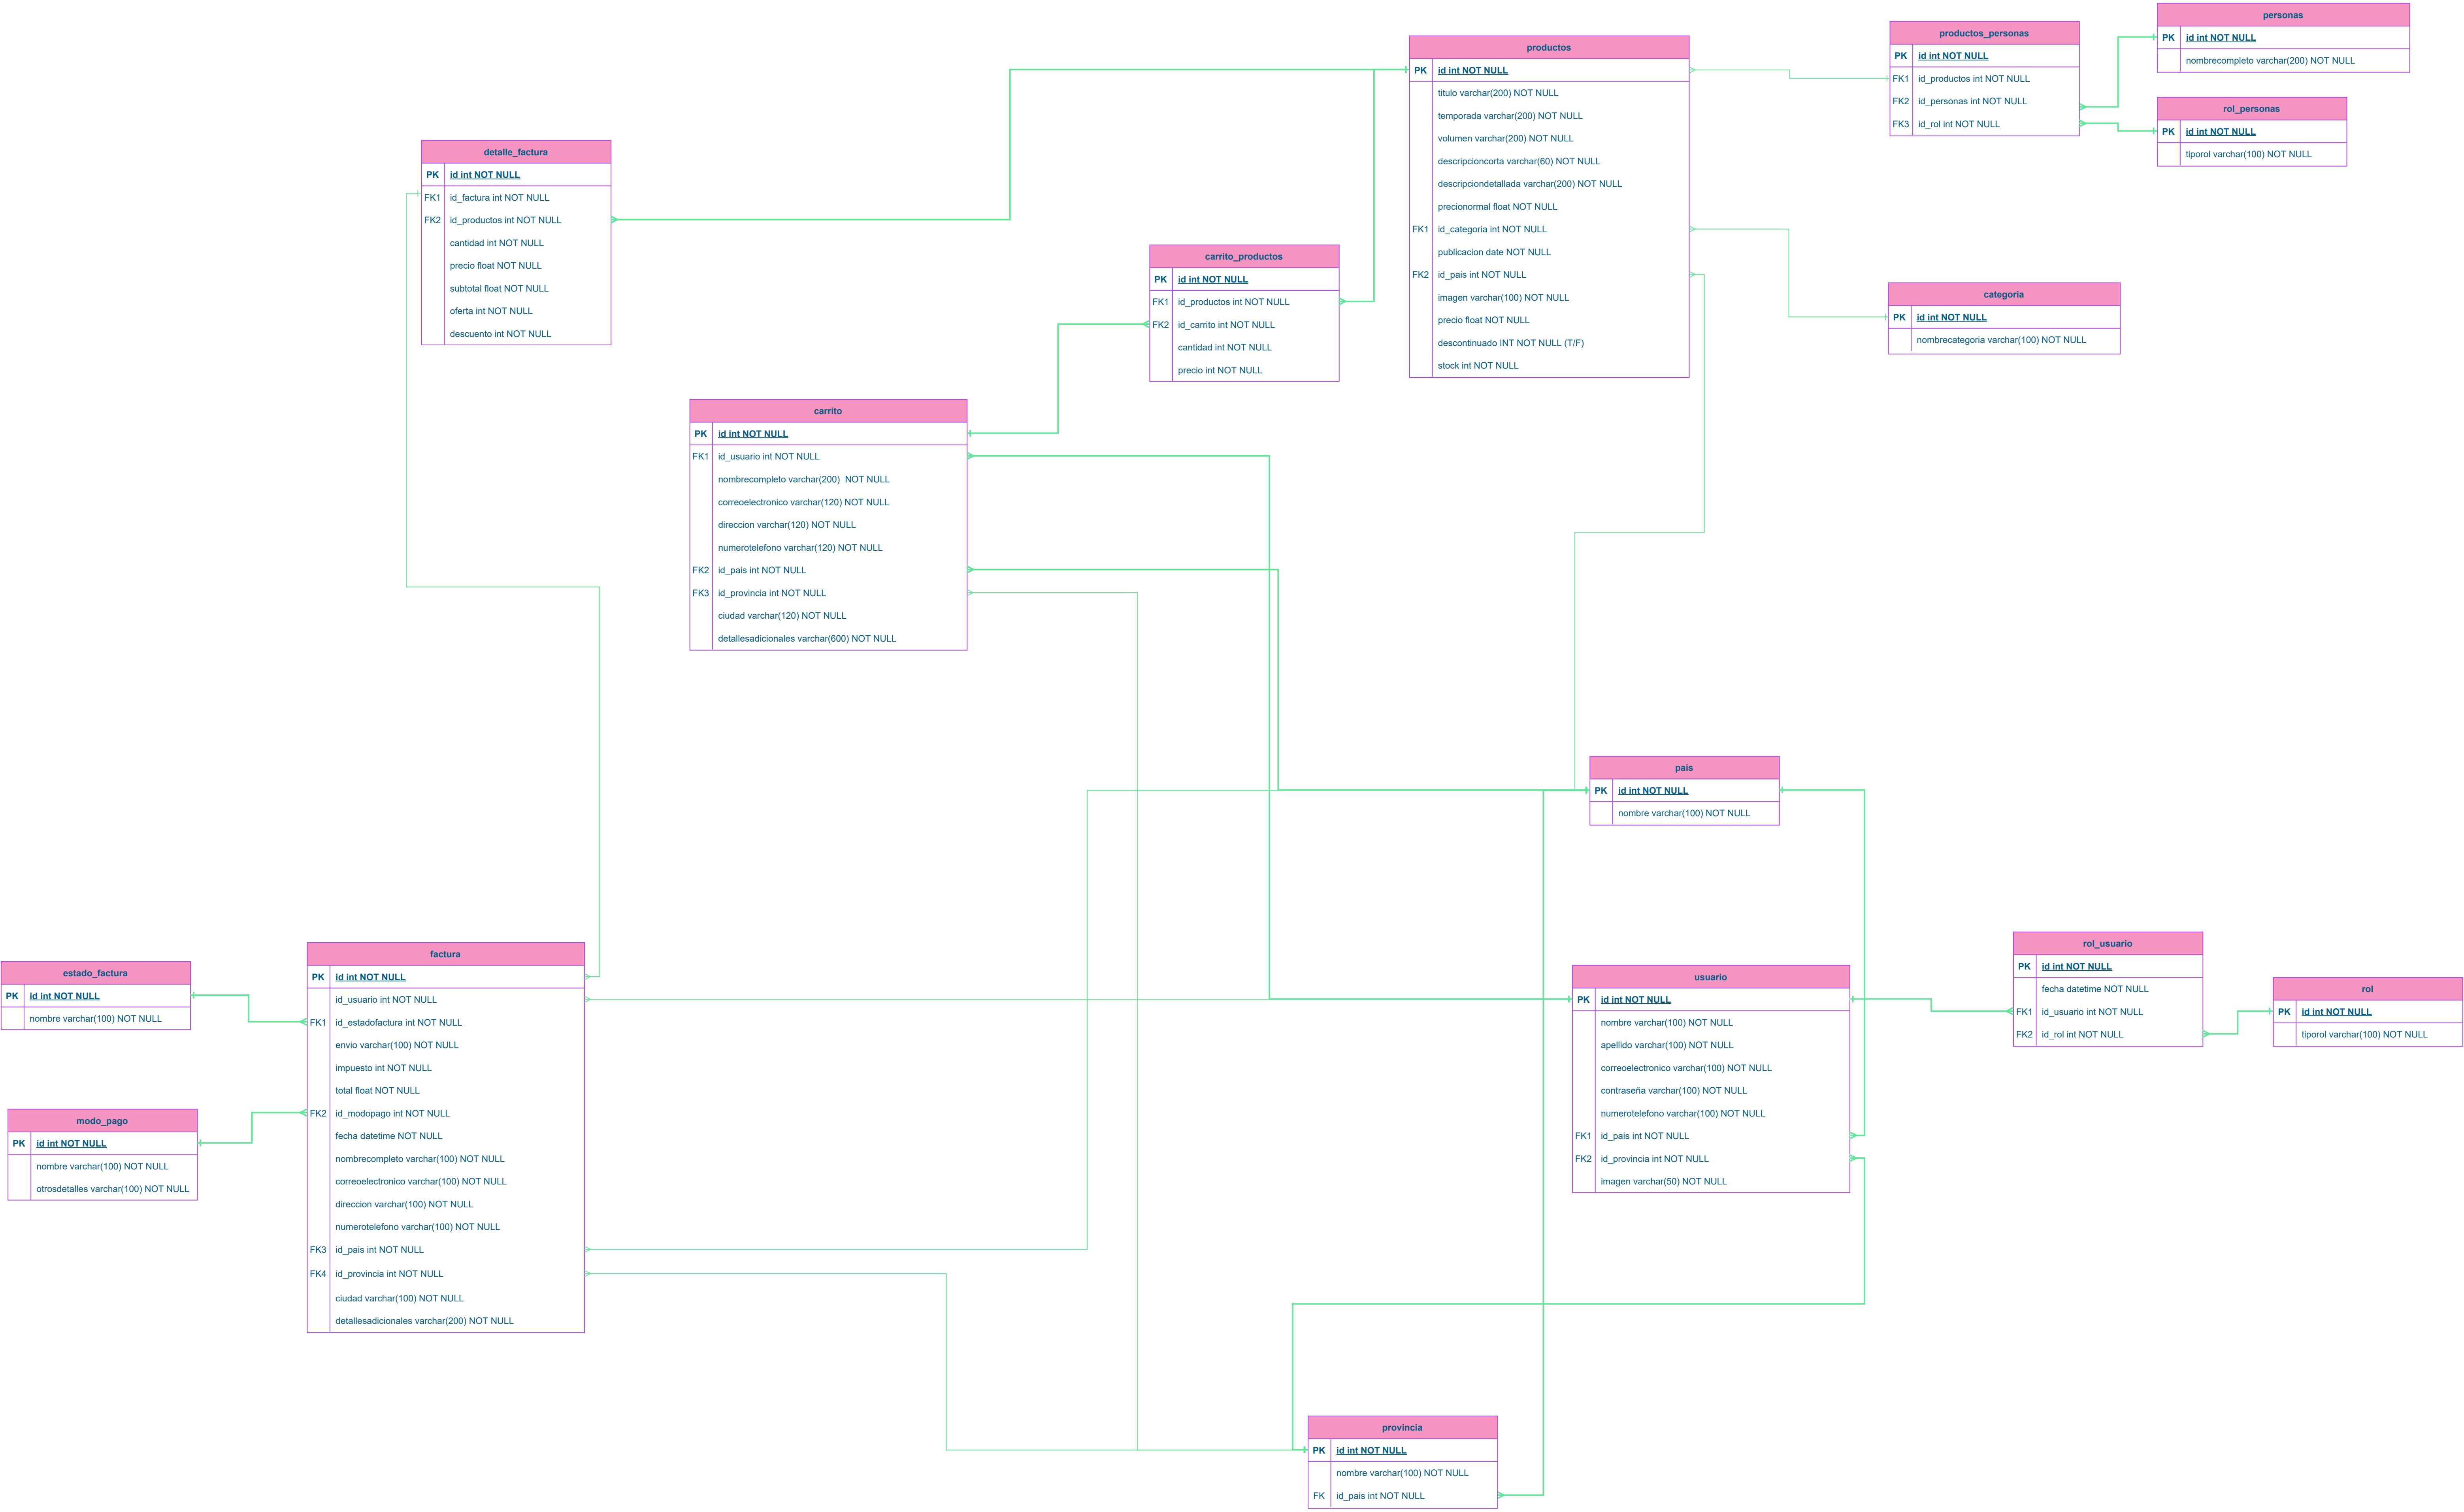 personas
PK id int NOT NULL
nombrecompleto varchar(200) NOT NULL
productos_personas
PK id int NOT NULL
FK1 id_productos int NOT NULL
FK2 id_personas int NOT NULL
FK3 id_rol int NOT NULL
productos
PK id int NOT NULL
titulo varchar(200) NOT NULL
temporada varchar(200) NOT NULL
volumen varchar(200) NOT NULL
descripcioncorta varchar(60) NOT NULL
descripciondetallada varchar(200) NOT NULL
precionormal float NOT NULL
FK1 id_categoria int NOT NULL
publicacion date NOT NULL
FK2 id_pais int NOT NULL
imagen varchar(100) NOT NULL
precio float NOT NULL
descontinuado INT NOT NULL (T/F)
stock int NOT NULL
rol_personas
PK id int NOT NULL
tiporol varchar(100) NOT NULL
detalle_factura
PK id int NOT NULL
FK1 id_factura int NOT NULL
FK2 id_productos int NOT NULL
cantidad int NOT NULL
precio float NOT NULL
subtotal float NOT NULL
oferta int NOT NULL
descuento int NOT NULL
carrito_productos
PK id int NOT NULL
FK1 id_productos int NOT NULL
FK2 id_carrito int NOT NULL
cantidad int NOT NULL
precio int NOT NULL
categoria
PK id int NOT NULL
nombrecategoria varchar(100) NOT NULL
carrito
PK id int NOT NULL
FK1 id_usuario int NOT NULL
nombrecompleto varchar(200) NOT NULL
correoelectronico varchar(120) NOT NULL
direccion varchar(120) NOT NULL
numerotelefono varchar(120) NOT NULL
FK2 id_pais int NOT NULL
FK3 id_provincia int NOT NULL
ciudad varchar(120) NOT NULL
detallesadicionales varchar(600) NOT NULL
pais
PK id int NOT NULL
nombre varchar(100) NOT NULL
estado_factura
PK id int NOT NULL
nombre varchar(100) NOT NULL
factura
PK id int NOT NULL
id_usuario int NOT NULL
FK1 id_estadofactura int NOT NULL
envio varchar(100) NOT NULL
impuesto int NOT NULL
total float NOT NULL
FK2 id_modopago int NOT NULL
fecha datetime NOT NULL
nombrecompleto varchar(100) NOT NULL
correoelectronico varchar(100) NOT NULL
direccion varchar(100) NOT NULL
numerotelefono varchar(100) NOT NULL
FK3 id_pais int NOT NULL
FK4 id_provincia int NOT NULL
ciudad varchar(100) NOT NULL
detallesadicionales varchar(200) NOT NULL
usuario
PK id int NOT NULL
nombre varchar(100) NOT NULL
apellido varchar(100) NOT NULL
correoelectronico varchar(100) NOT NULL
contraseña varchar(100) NOT NULL
numerotelefono varchar(100) NOT NULL
FK1 id_pais int NOT NULL
FK2 id_provincia int NOT NULL
imagen varchar(50) NOT NULL
rol_usuario
PK id int NOT NULL
fecha datetime NOT NULL
FK1 id_usuario int NOT NULL
FK2 id_rol int NOT NULL
rol
PK id int NOT NULL
tiporol varchar(100) NOT NULL
modo_pago
PK id int NOT NULL
nombre varchar(100) NOT NULL
otrosdetalles varchar(100) NOT NULL
provincia
PK id int NOT NULL
nombre varchar(100) NOT NULL
FK id_pais int NOT NULL